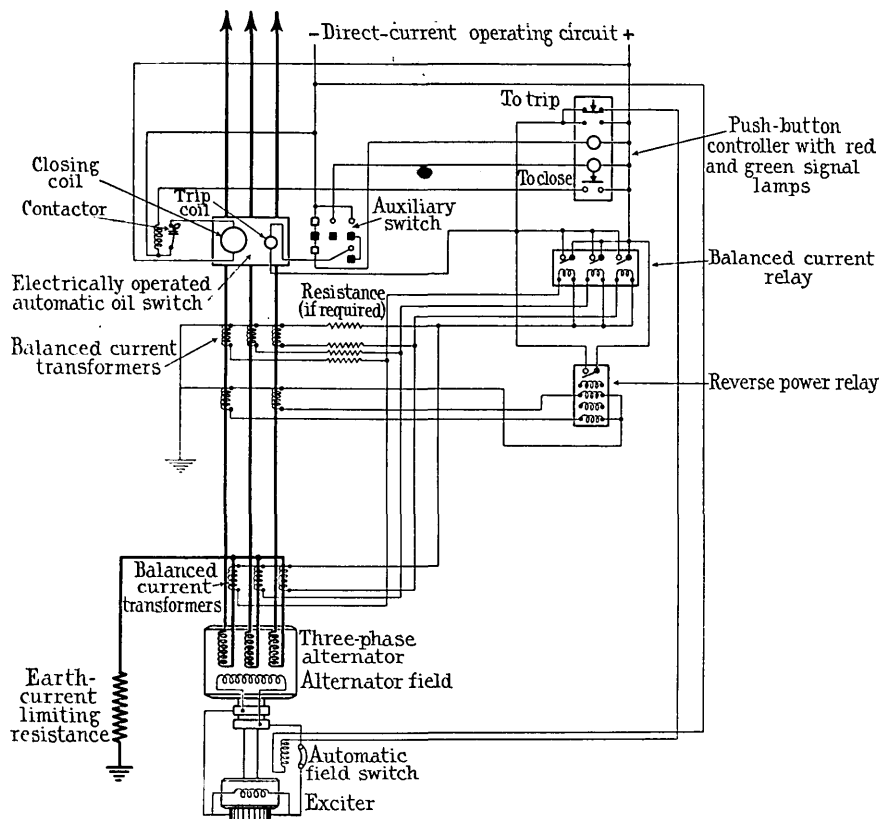 - Direct-current operating circuit +
To trip
Push-button
controller with red
and green signal
lamps
To close
Closing
coil
Contactor
Trip
coil
Auxiliary
switch
Electrically operated
automatic oil switch
Balanced current
relay
Resistance
(if required)
Balanced current
transformers
Reverse power relay
Balanced
current
transformers
Three-phase
alternator
Alternator field
Earth-
current
limiting
resistance
Automatic
field switch
Exciter